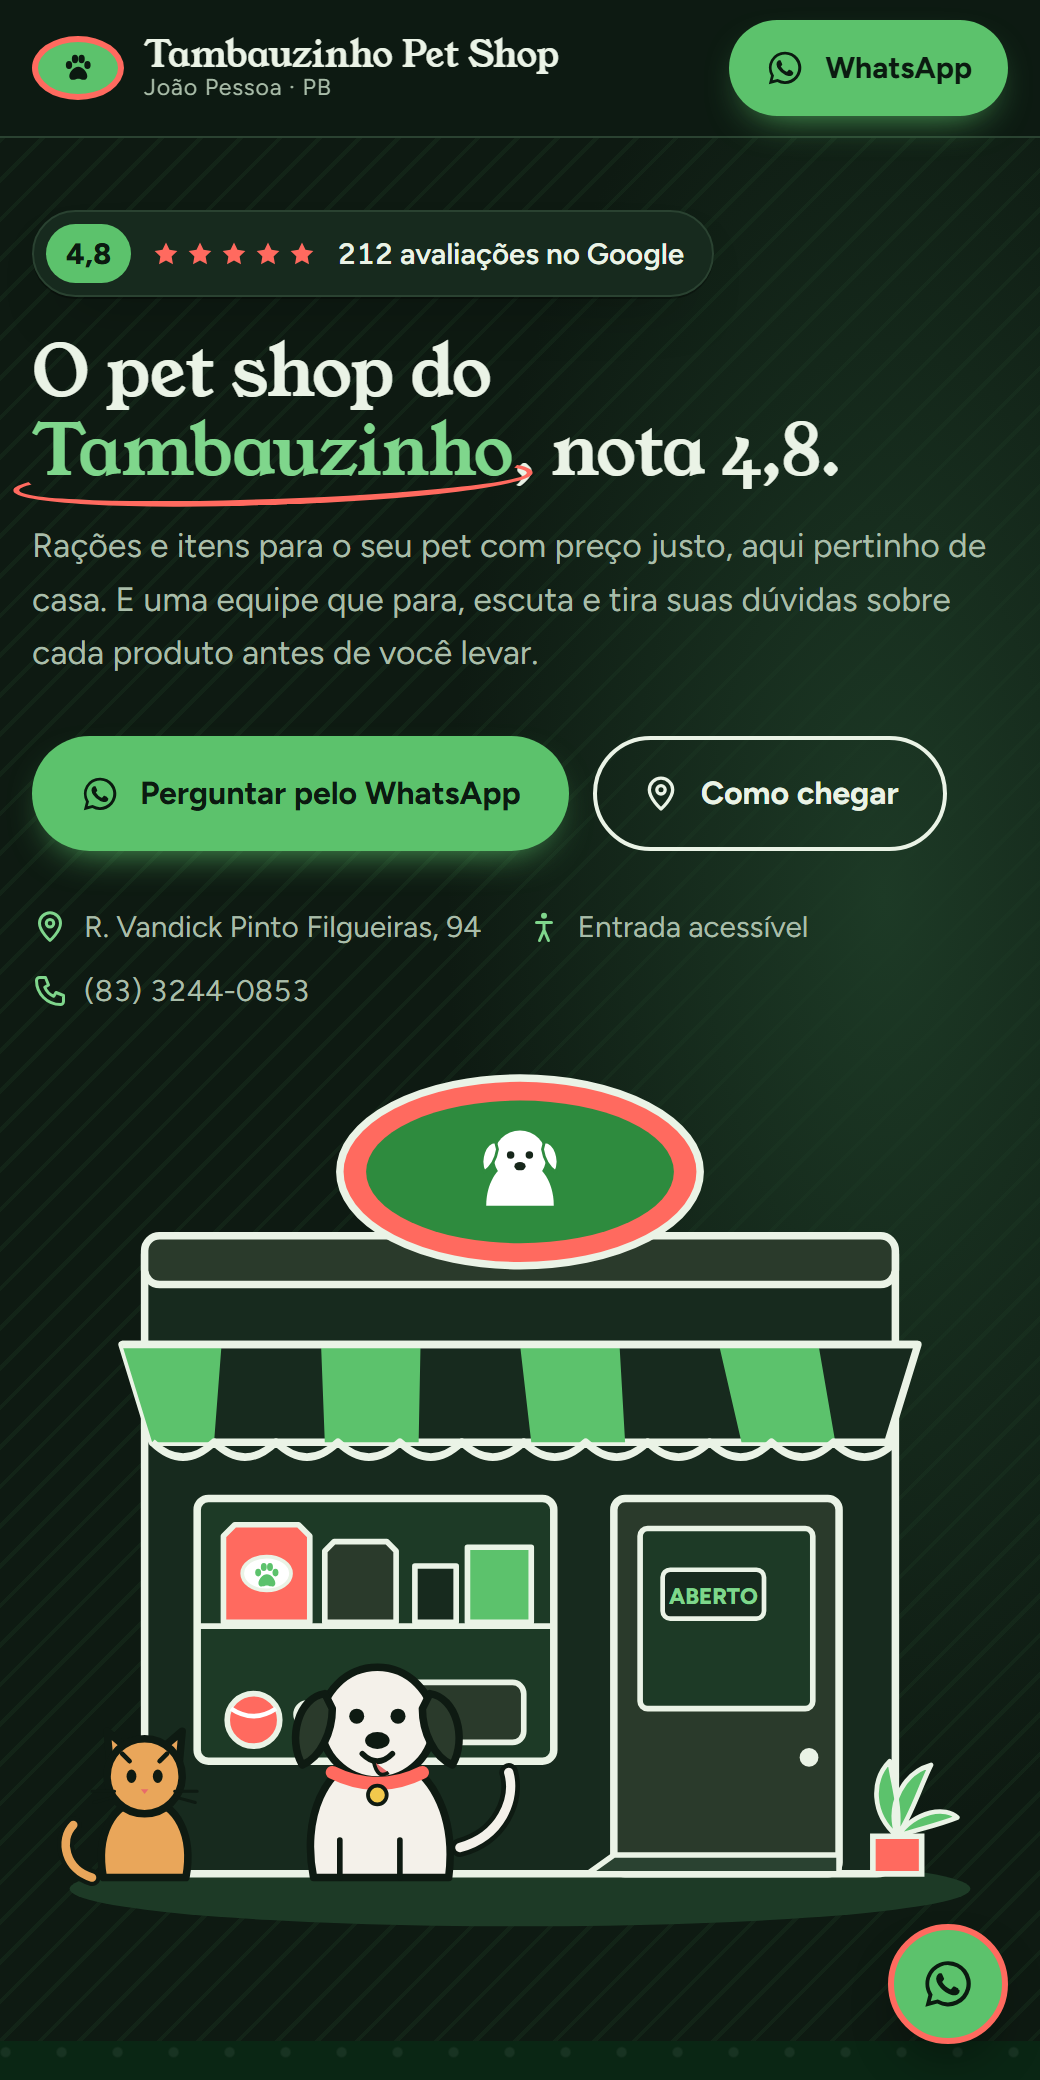 Tambauzinho Pet Shop
João Pessoa · PB
WhatsApp
4,8 212 avaliações no Google
O pet shop do
Tambauzinho, nota 4,8.
Rações e itens para o seu pet com preço justo, aqui pertinho de
casa. E uma equipe que para, escuta e tira suas dúvidas sobre
cada produto antes de você levar.
Perguntar pelo WhatsApp
Como chegar
R. Vandick Pinto Filgueiras, 94
Entrada acessível
(83) 3244-0853
ABERTO